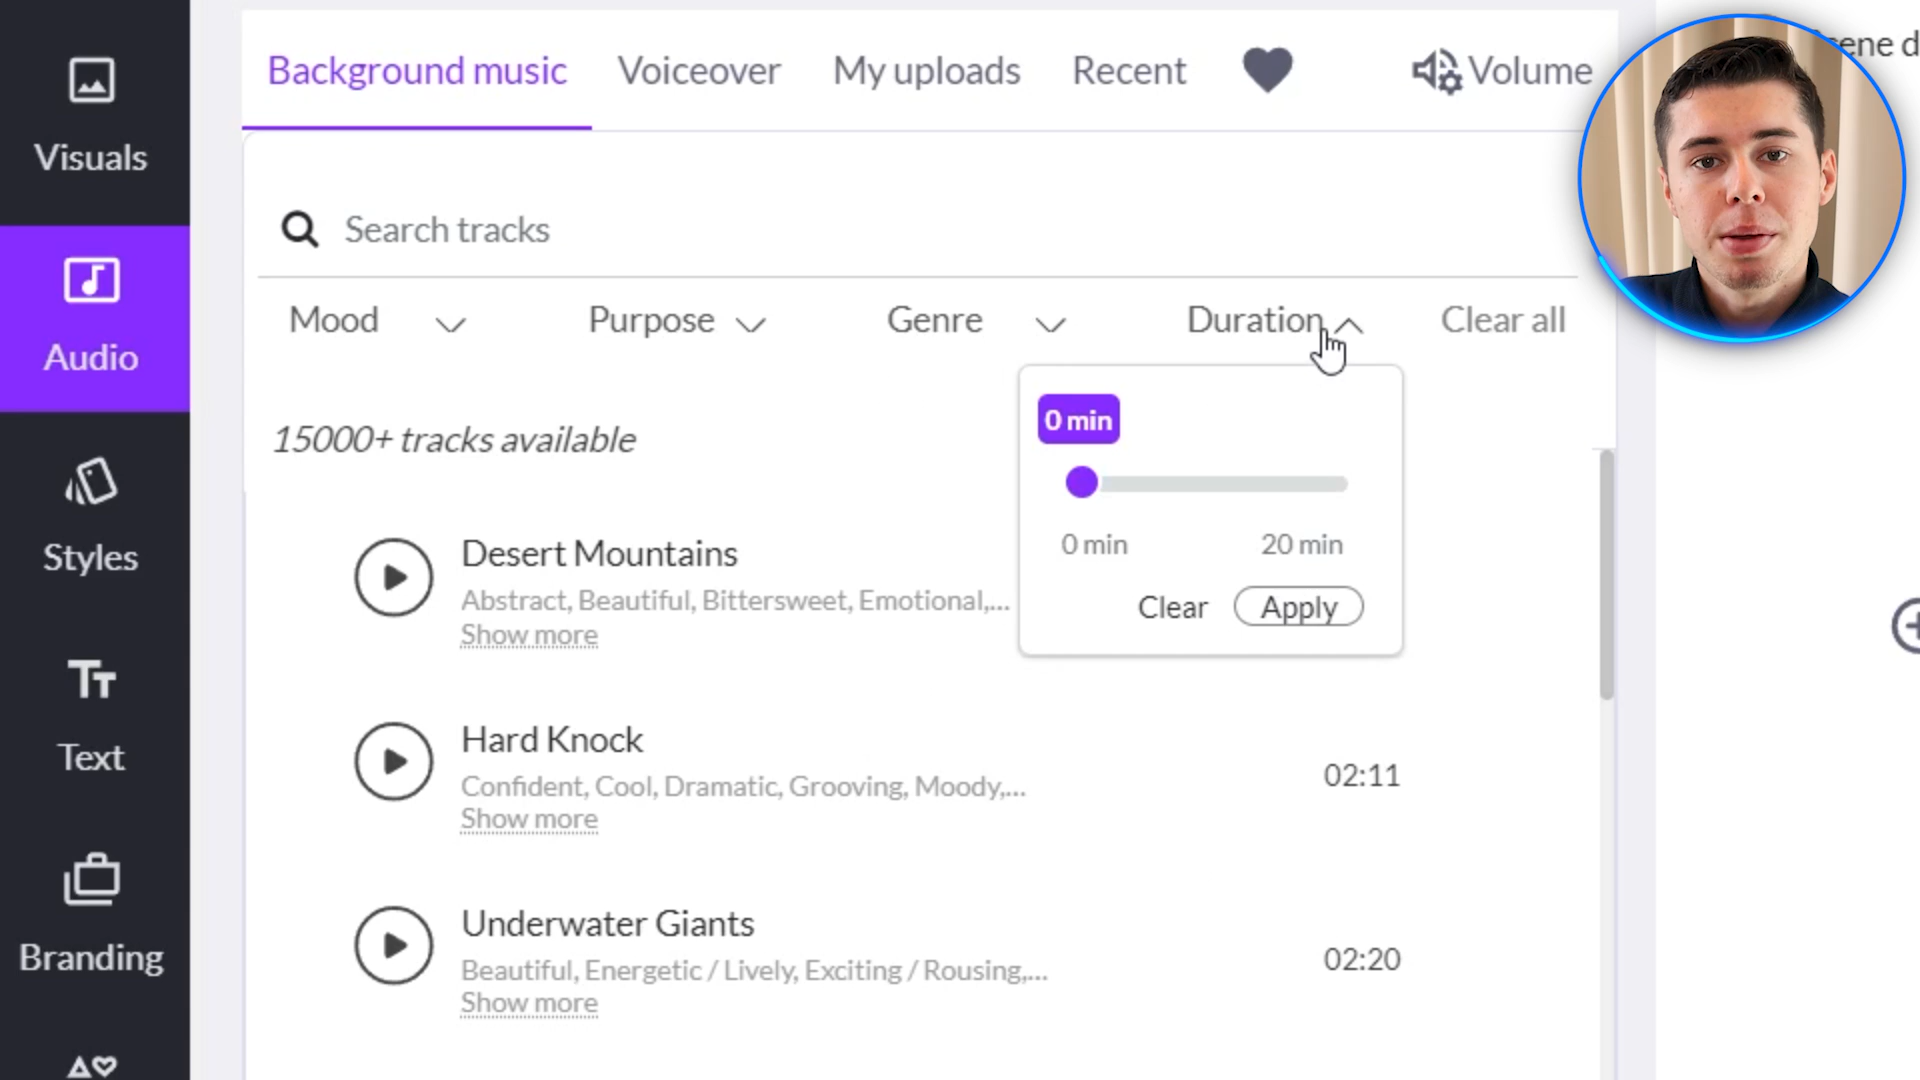 Background music
Voiceover
My uploads
Recent
Volume
ene d
Visuals
Audio
Styles
Text
Branding
Search tracks
Mood
Purpose
Genre
Duration
Clear all
15000+ tracks available
0 min
0 min
20 min
Clear
Apply
Desert Mountains
Abstract, Beautiful, Bittersweet, Emotional,...
Show more
Hard Knock
Confident, Cool, Dramatic, Grooving, Moody,...
Show more
02:11
Underwater Giants
Beautiful, Energetic / Lively, Exciting / Rousing,...
Show more
02:20